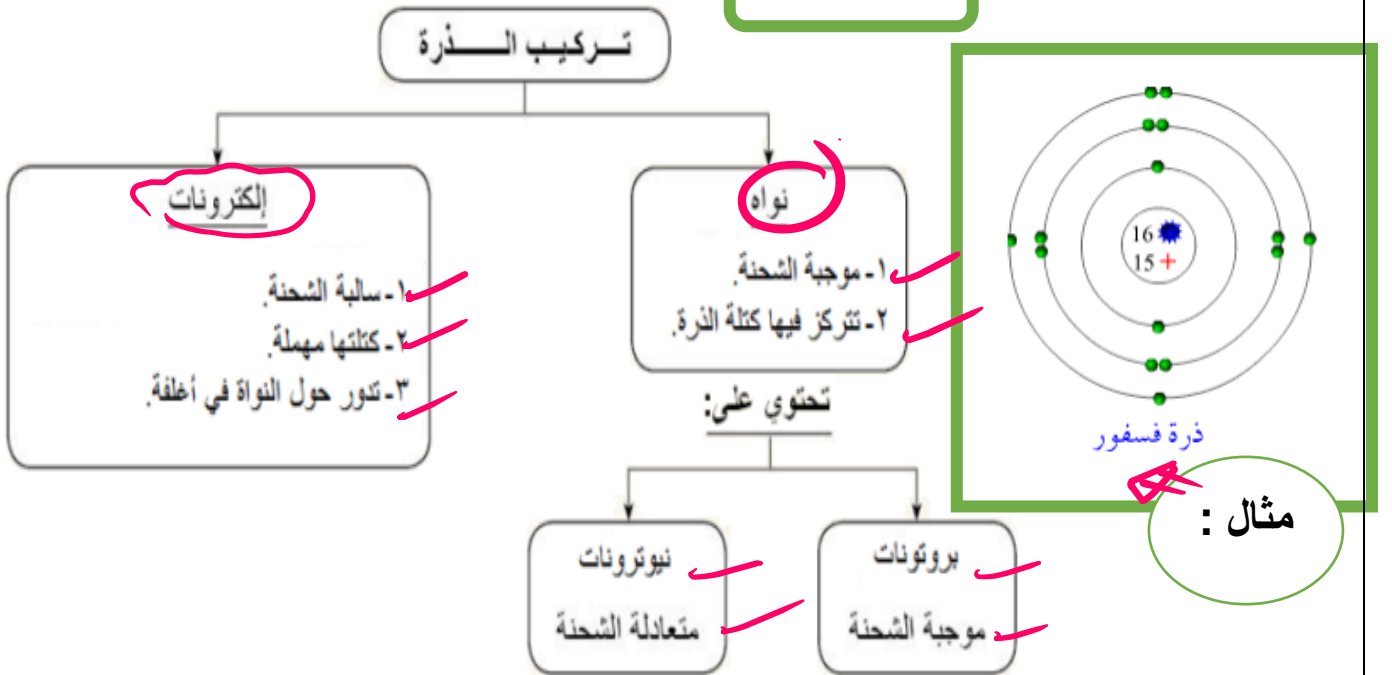 تـــركـيـب الـــــذرة
نواه
١- موجبة الشحنة.
٢- تتركز فيها كتلة الذرة.
إلكترونات
١- سالبة الشحنة.
٢- كتلتها مهملة.
٣- تدور حول النواة في أغلفة.
تحتوي على:
بروتونات
موجبة الشحنة
نيوترونات
متعادلة الشحنة
16
15 +
ذرة فسفور
مثال :